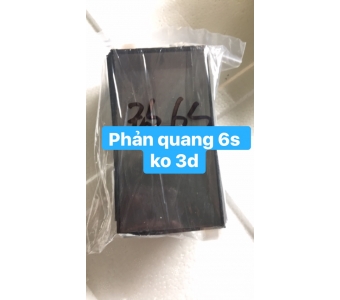 Phản quang 6s
ko 3d